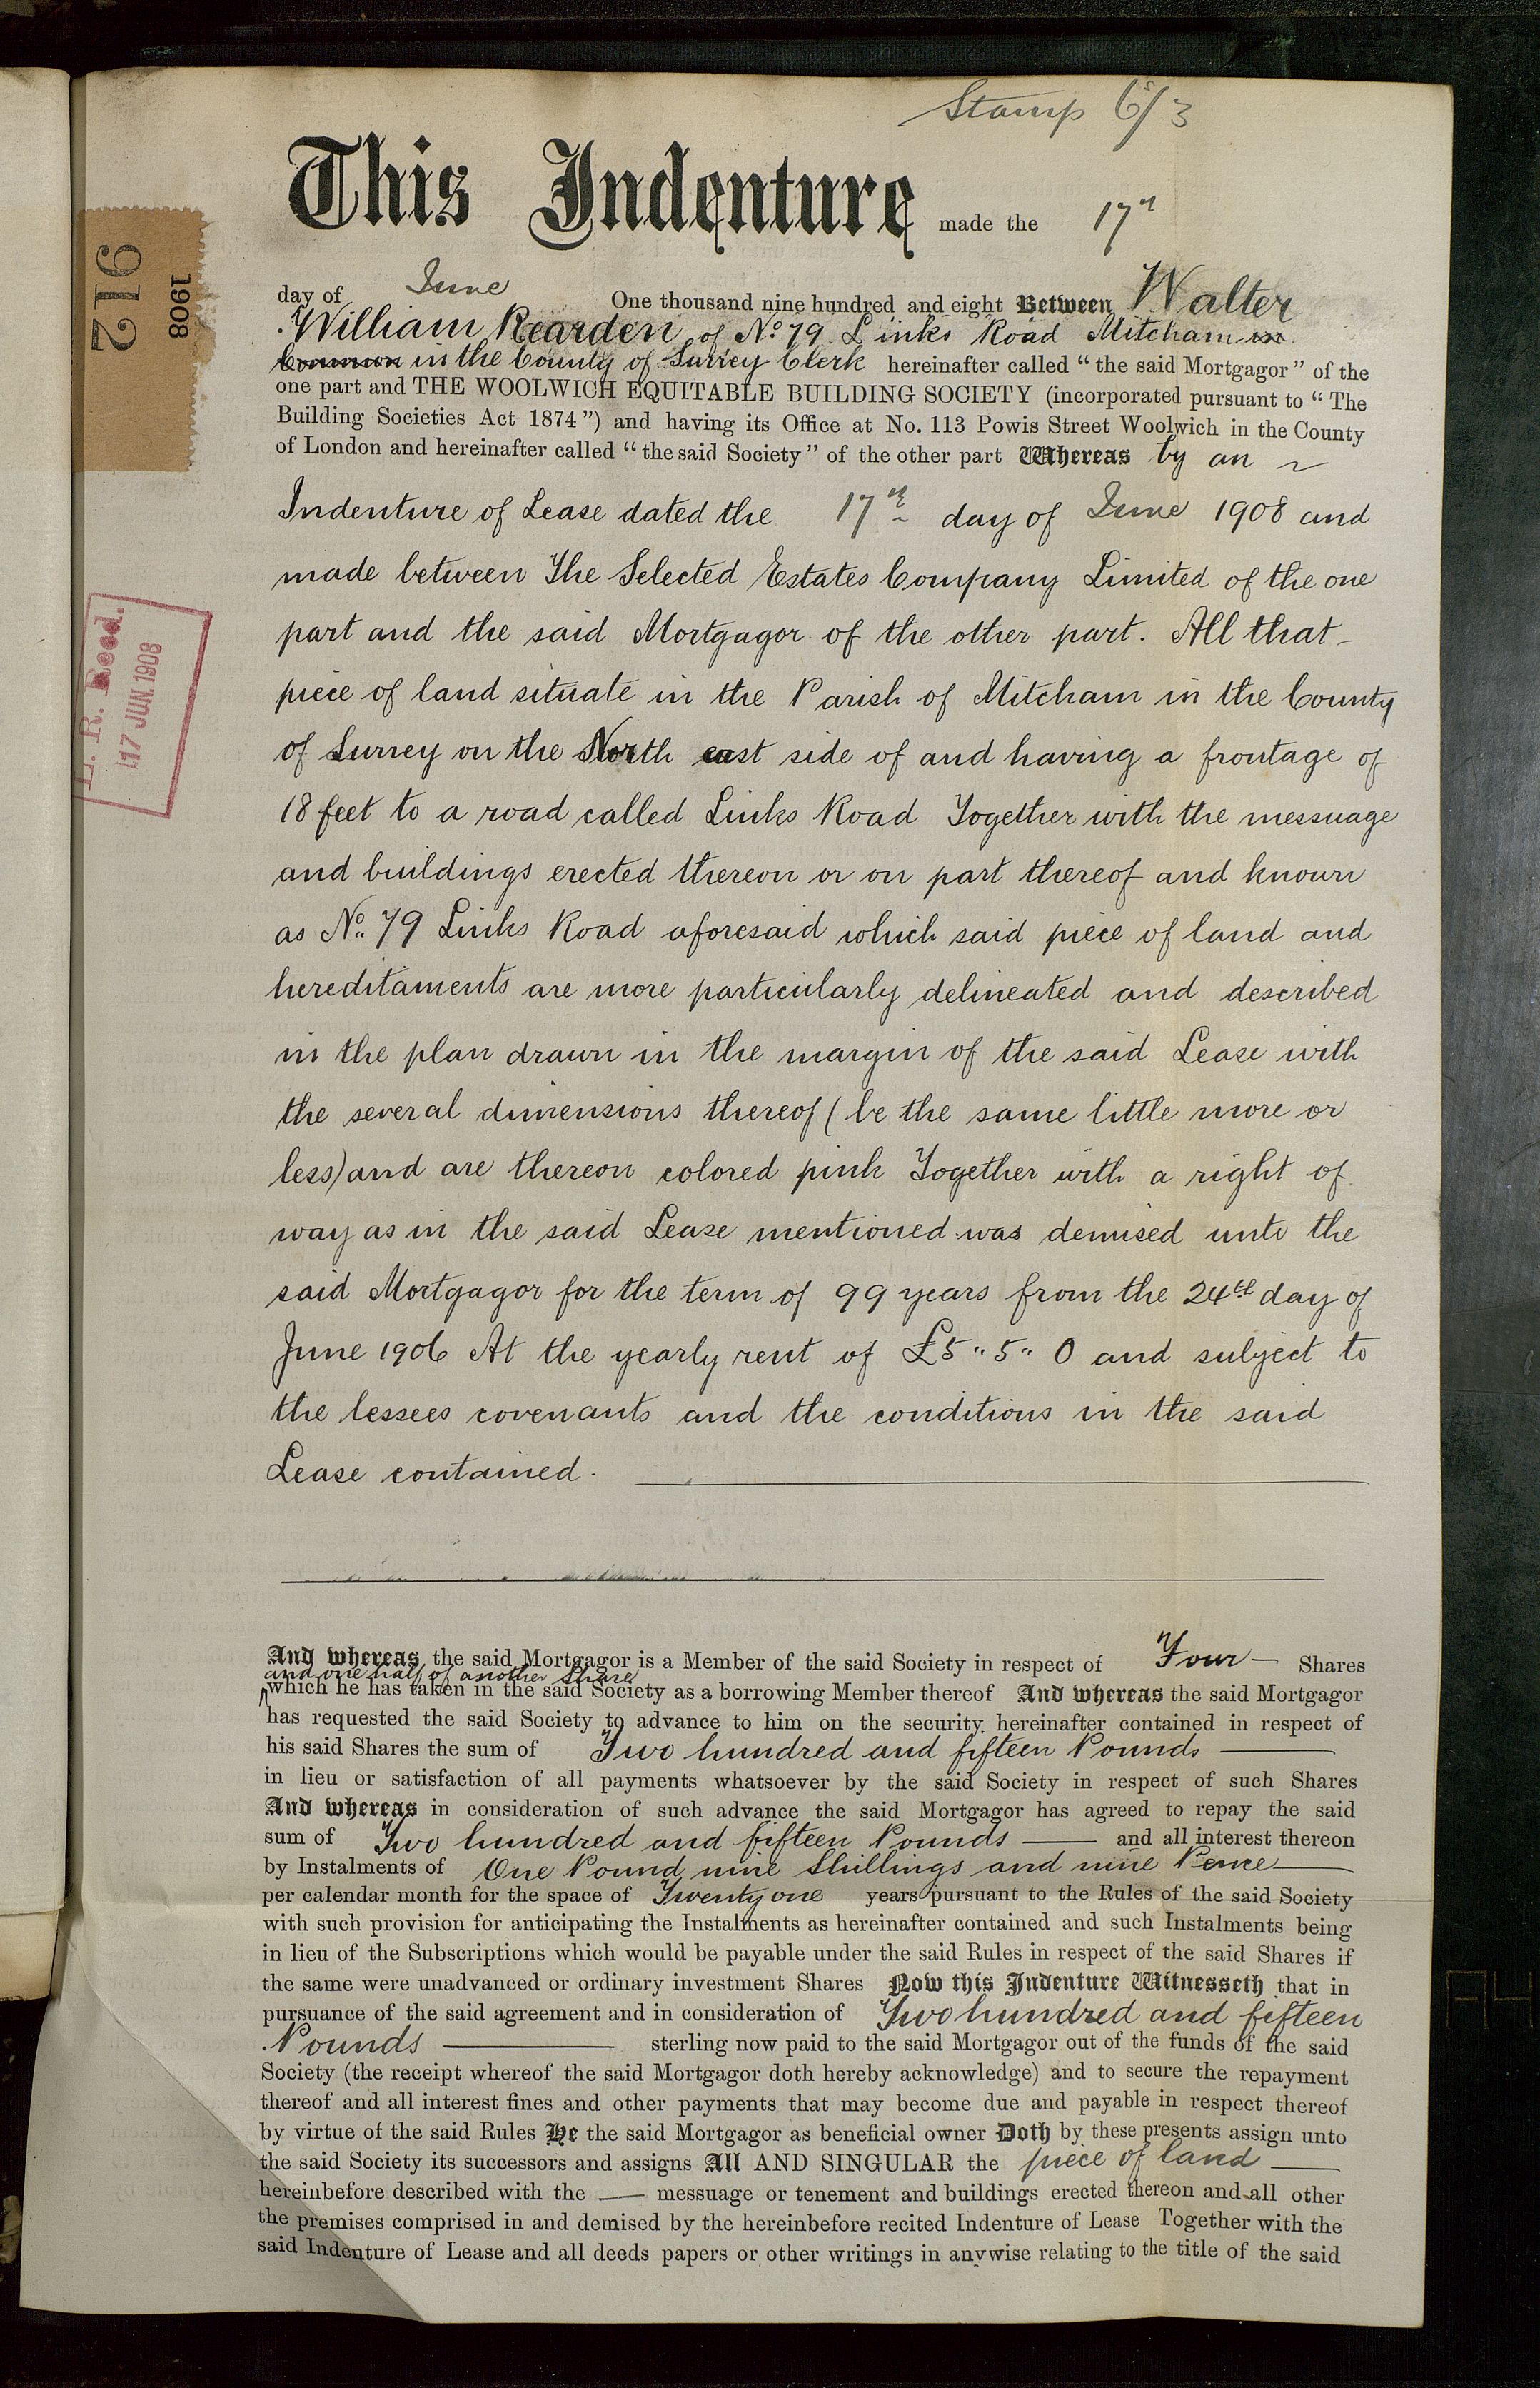 Stamp 6s/3
This Indenture made the 17th
day of June One thousand nine hundred and eight Between Walter
William Rearden of No. 79 Links Road Mitcham in
Common in the County of Surrey Clerk hereinafter called "the said Mortgagor" of the
one part and THE WOOLWICH EQUITABLE BUILDING SOCIETY (incorporated pursuant to "The
Building Societies Act 1874") and having its Office at No. 113 Powis Street Woolwich in the County
of London and hereinafter called "the said Society" of the other part Whereas by an
Indenture of Lease dated the 17th day of June 1908 and
made between The Selected Estates Company Limited of the one
part and the said Mortgagor of the other part. All that
piece of land situate in the Parish of Mitcham in the County
of Surrey on the North east side of and having a frontage of
18 feet to a road called Links Road Together with the messuage
and buildings erected thereon or on part thereof and known
as No. 79 Links Road aforesaid which said piece of land and
hereditaments are more particularly delineated and described
in the plan drawn in the margin of the said Lease with
the several dimensions thereof (be the same little more or
less) and are thereon colored pink Together with a right of
way as in the said Lease mentioned was demised unto the
said Mortgagor for the term of 99 years from the 24th day of
June 1906 At the yearly rent of £5"5"0 and subject to
the lessees covenants and the conditions in the said
Lease contained.
And whereas the said Mortgagor is a Member of the said Society in respect of Four Shares
and one half of another Share
which he has taken in the said Society as a borrowing Member thereof And whereas the said Mortgagor
has requested the said Society to advance to him on the security hereinafter contained in respect of
his said Shares the sum of Two hundred and fifteen Pounds
in lieu or satisfaction of all payments whatsoever by the said Society in respect of such Shares
And whereas in consideration of such advance the said Mortgagor has agreed to repay the said
sum of Two hundred and fifteen Pounds and all interest thereon
by Instalments of One Pound nine Shillings and nine Pence
per calendar month for the space of Twenty one years pursuant to the Rules of the said Society
with such provision for anticipating the Instalments as hereinafter contained and such Instalments being
in lieu of the Subscriptions which would be payable under the said Rules in respect of the said Shares if
the same were unadvanced or ordinary investment Shares Now this Indenture Witnesseth that in
pursuance of the said agreement and in consideration of Two hundred and fifteen
Pounds sterling now paid to the said Mortgagor out of the funds of the said
Society (the receipt whereof the said Mortgagor doth hereby acknowledge) and to secure the repayment
thereof and all interest fines and other payments that may become due and payable in respect thereof
by virtue of the said Rules He the said Mortgagor as beneficial owner Doth by these presents assign unto
the said Society its successors and assigns All AND SINGULAR the piece of land
hereinbefore described with the messuage or tenement and buildings erected thereon and all other
the premises comprised in and demised by the hereinbefore recited Indenture of Lease Together with the
said Indenture of Lease and all deeds papers or other writings in anywise relating to the title of the said
1908
912
L. R. Reed.
17 JUN. 1908